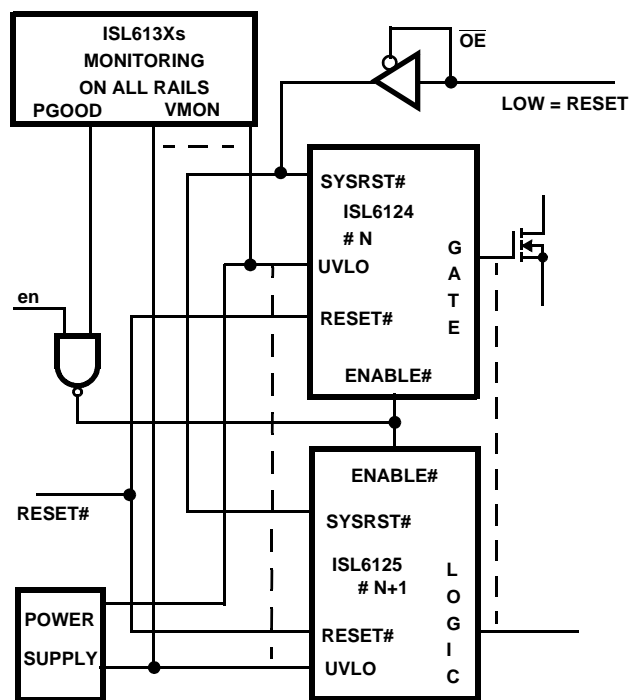 ISL613Xs
MONITORING
ON ALL RAILS
PGOOD VMON
OE
LOW = RESET
SYSRST#
ISL6124
# N
UVLO
RESET#
ENABLE#
G
A
T
E
en
ENABLE#
SYSRST#
ISL6125
# N+1
RESET#
UVLO
L
O
G
I
C
RESET#
POWER
SUPPLY